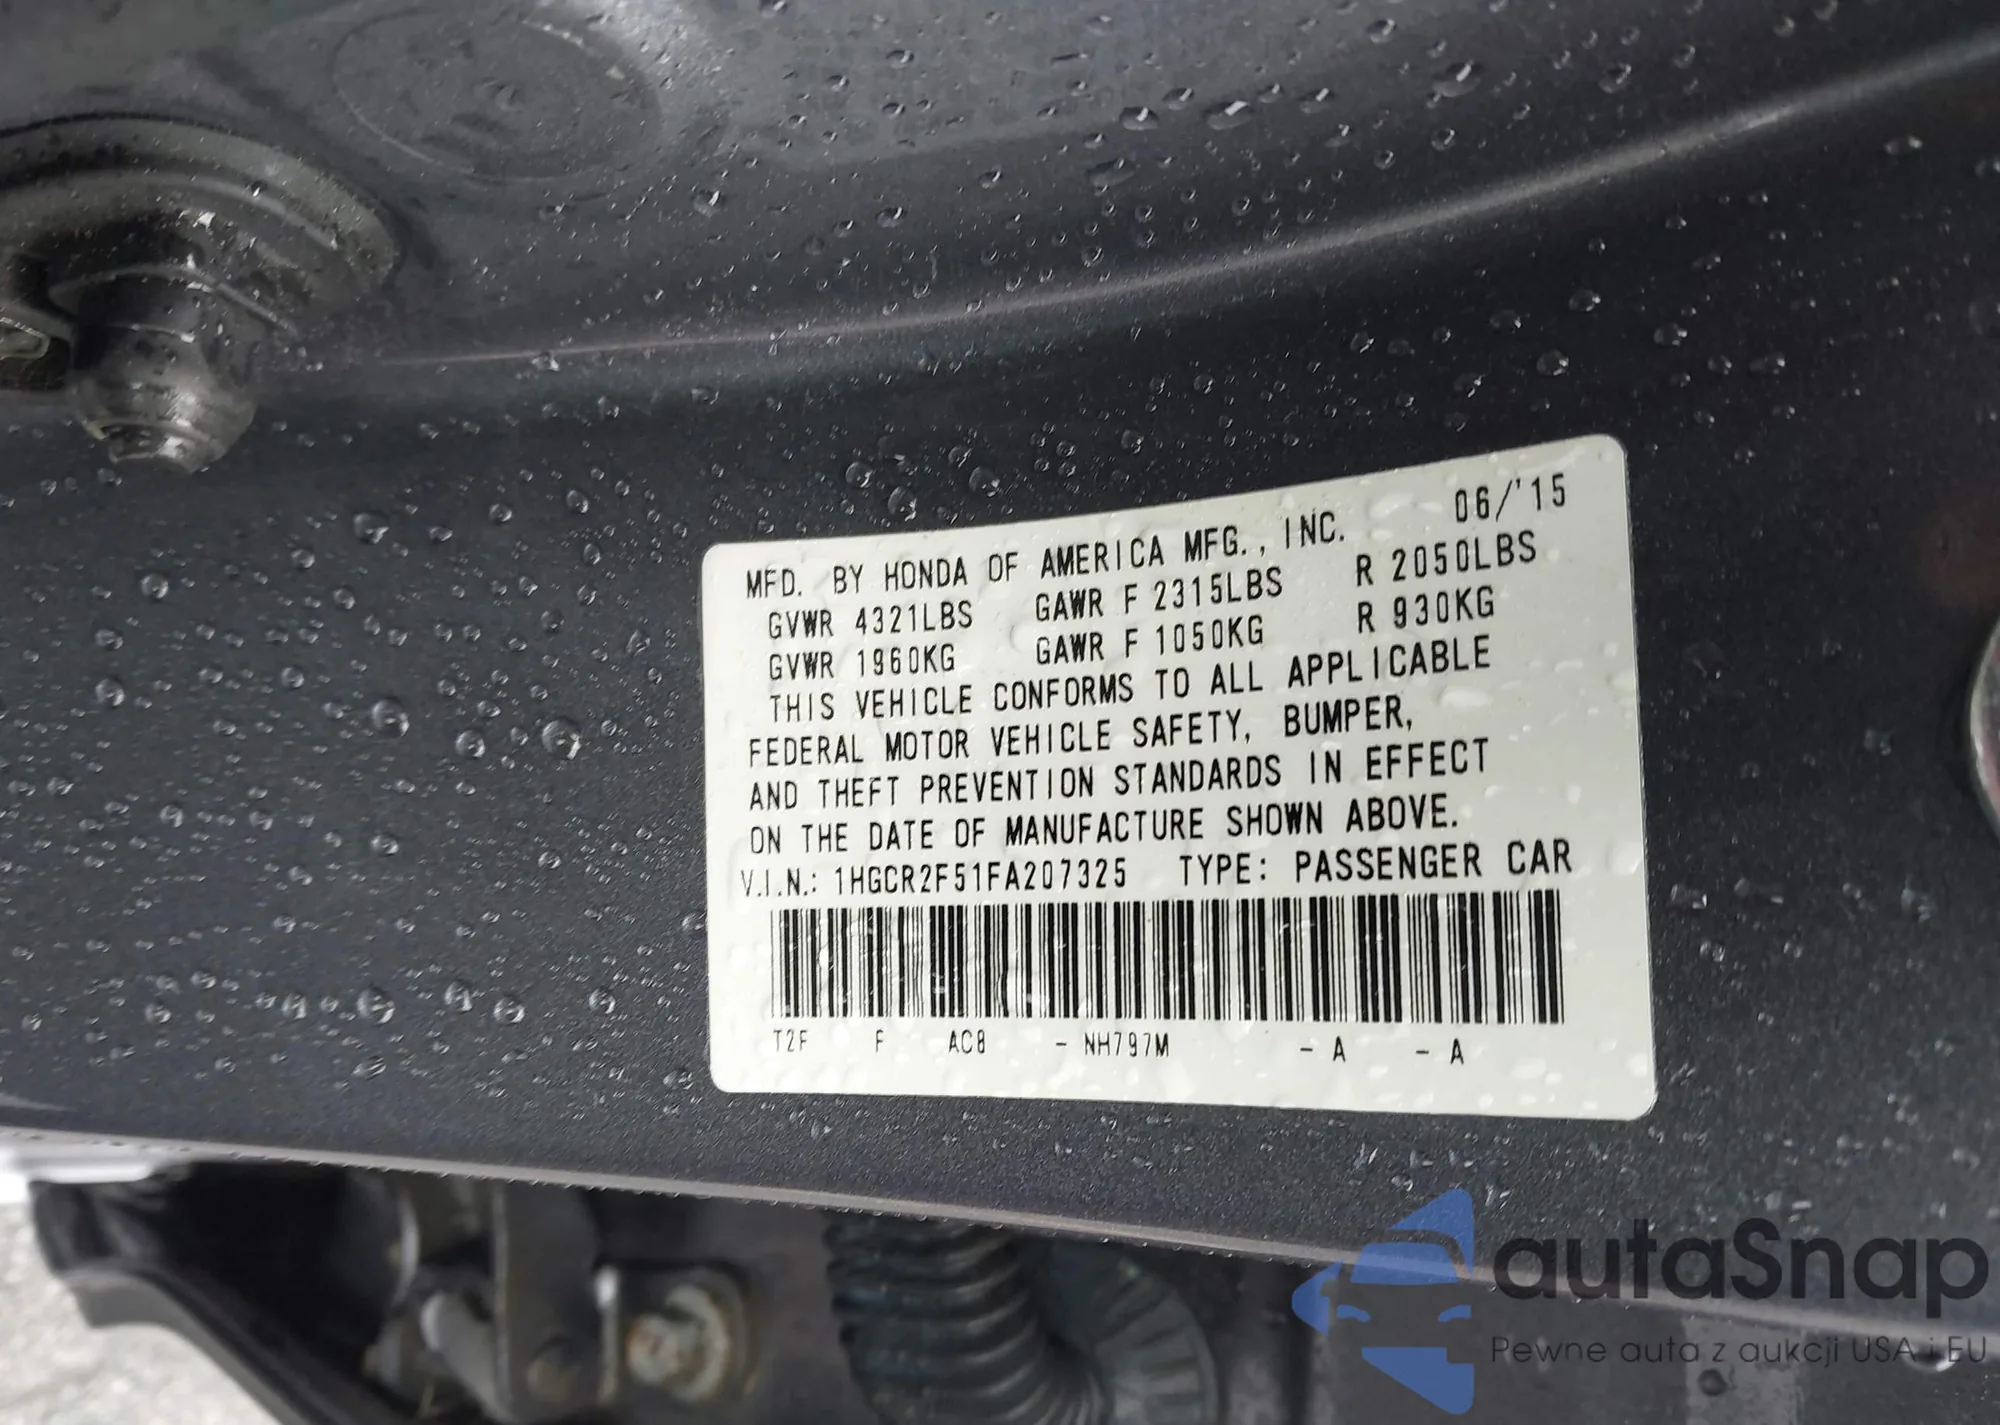 MFD. BY HONDA OF AMERICA MFG., INC. 06/'15
GVWR 4321LBS GAWR F 2315LBS R 2050LBS
GVWR 1960KG GAWR F 1050KG R 930KG
THIS VEHICLE CONFORMS TO ALL APPLICABLE
FEDERAL MOTOR VEHICLE SAFETY, BUMPER,
AND THEFT PREVENTION STANDARDS IN EFFECT
ON THE DATE OF MANUFACTURE SHOWN ABOVE.
V.I.N.: 1HGCR2F51FA207325 TYPE: PASSENGER CAR
T2F F AC8 - NH797M - A - A
autaSnap
Pewne auta z aukcji USA i EU